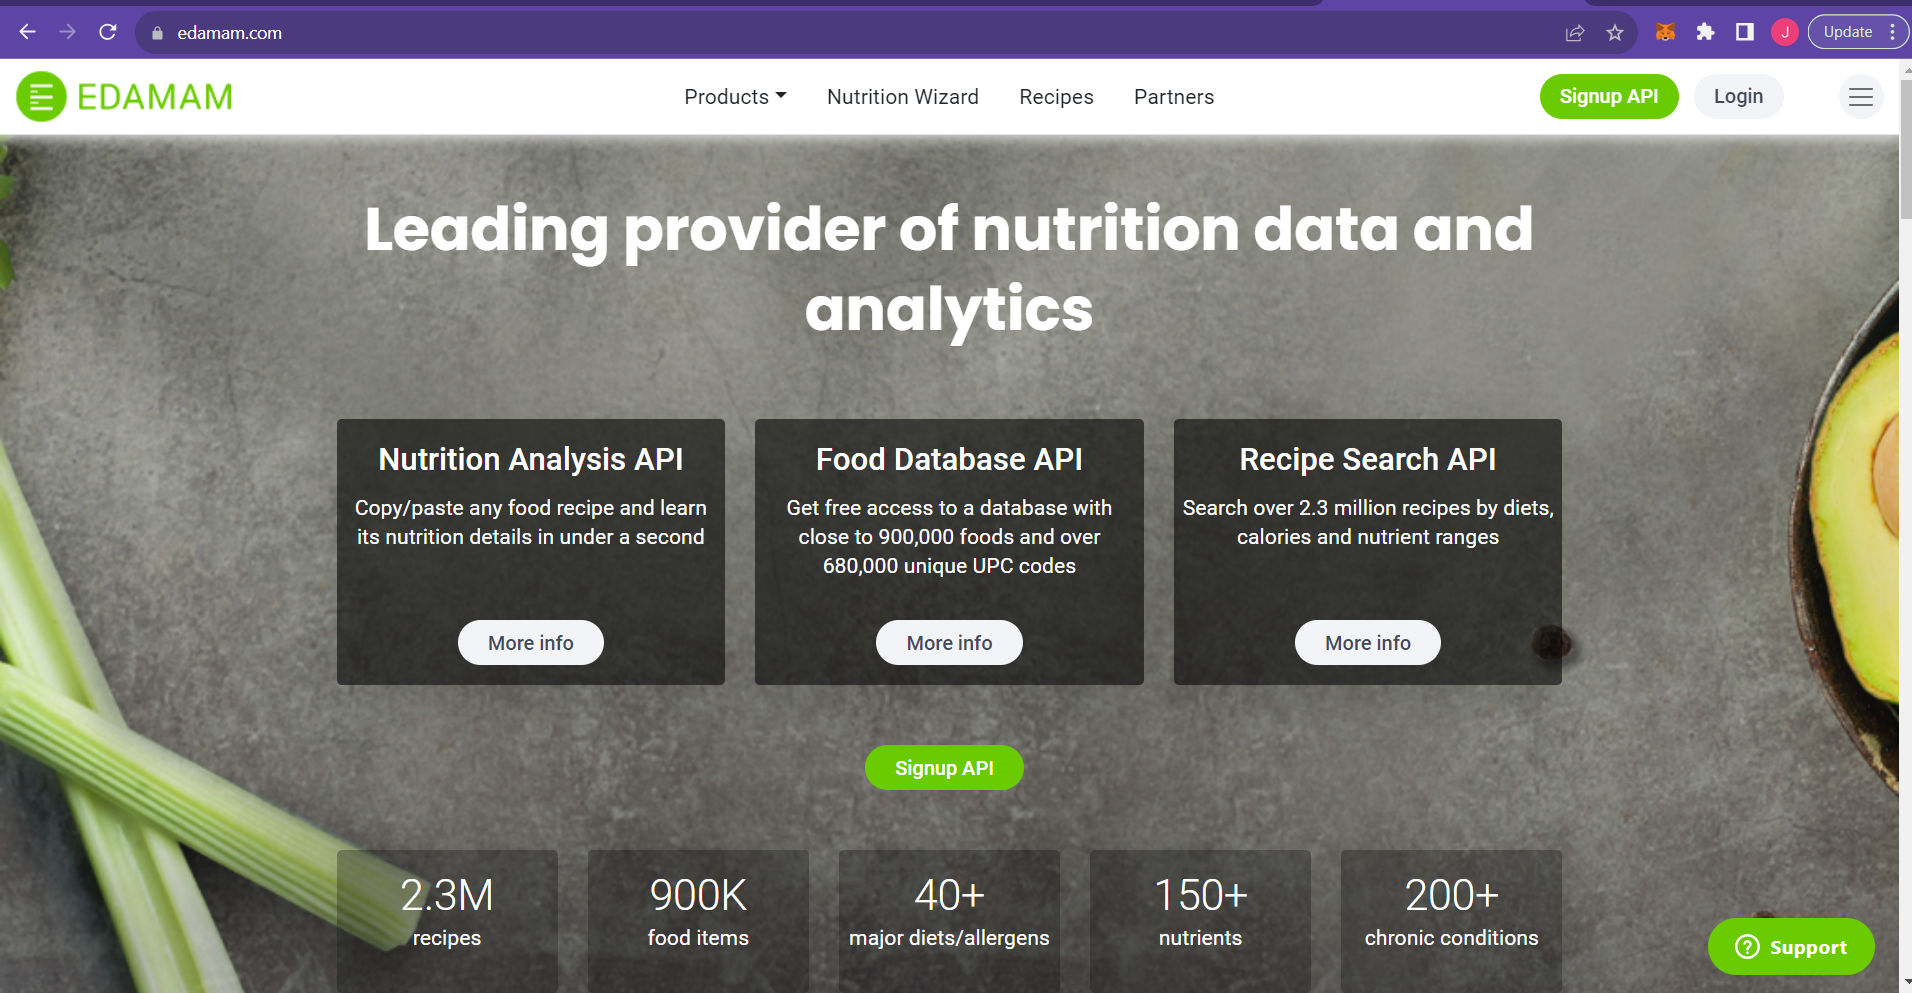 edamam.com
J
Update
EDAMAM
Products
Nutrition Wizard
Recipes
Partners
Signup API
Login
Leading provider of nutrition data and
analytics
Nutrition Analysis API
Copy/paste any food recipe and learn
its nutrition details in under a second
More info
Food Database API
Get free access to a database with
close to 900,000 foods and over
680,000 unique UPC codes
More info
Recipe Search API
Search over 2.3 million recipes by diets,
calories and nutrient ranges
More info
Signup API
2.3M
recipes
900K
food items
40+
major diets/allergens
150+
nutrients
200+
chronic conditions
Support